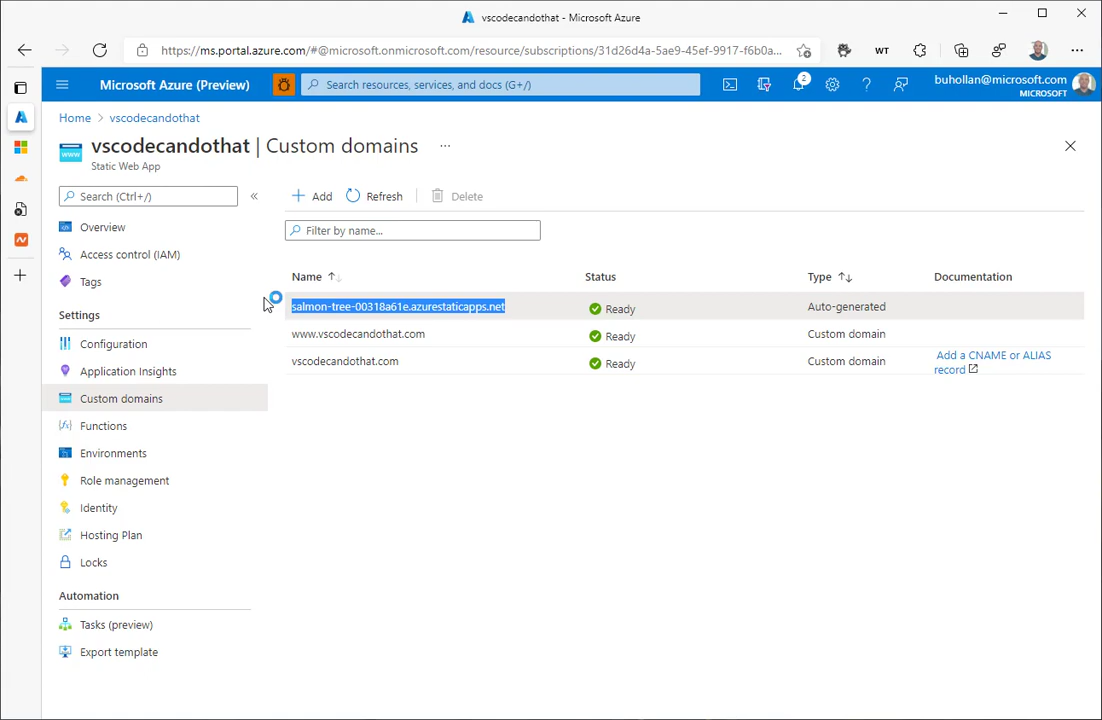 vscodecandothat - Microsoft Azure
https://ms.portal.azure.com/#@microsoft.onmicrosoft.com/resource/subscriptions/31d26d4a-5ae9-45ef-9917-f6b0a...
WT
Microsoft Azure (Preview)
Search resources, services, and docs (G+/)
2
buhollan@microsoft.com
MICROSOFT
Home > vscodecandothat
vscodecandothat | Custom domains ...
www
Static Web App
Search (Ctrl+/)
«
Add
Refresh
Delete
Filter by name...
Overview
Access control (IAM)
Tags
Settings
Configuration
Application Insights
Custom domains
Functions
Environments
Role management
Identity
Hosting Plan
Locks
Automation
Tasks (preview)
Export template
Name Status Type Documentation
salmon-tree-00318a61e.azurestaticapps.net Ready Auto-generated
www.vscodecandothat.com Ready Custom domain
vscodecandothat.com Ready Custom domain Add a CNAME or ALIAS
record